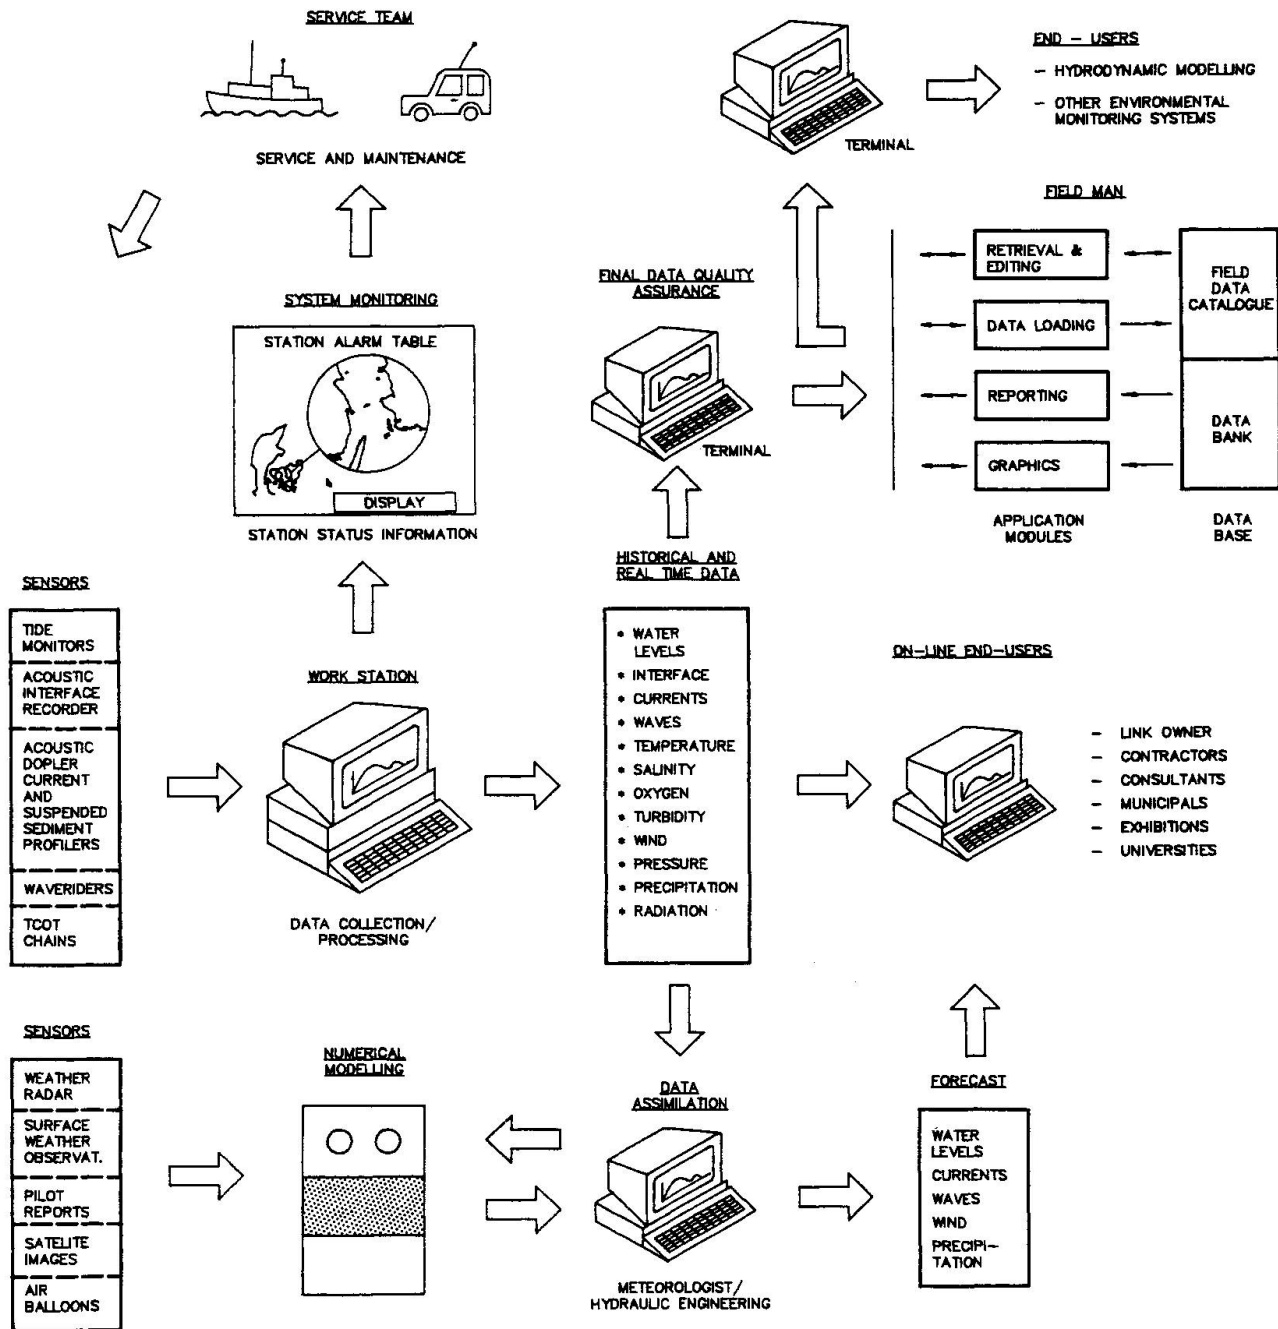 SERVICE TEAM
SERVICE AND MAINTENANCE
SYSTEM MONITORING
STATION ALARM TABLE
DISPLAY
STATION STATUS INFORMATION
TERMINAL
END - USERS
- HYDRODYNAMIC MODELLING
- OTHER ENVIRONMENTAL
MONITORING SYSTEMS
FINAL DATA QUALITY
ASSURANCE
TERMINAL
FIELD MAN
RETRIEVAL &
EDITING
DATA LOADING
REPORTING
GRAPHICS
APPLICATION
MODULES
FIELD
DATA
CATALOGUE
DATA
BANK
DATA
BASE
SENSORS
TIDE
MONITORS
ACOUSTIC
INTERFACE
RECORDER
ACOUSTIC
DOPLER
CURRENT
AND
SUSPENDED
SEDIMENT
PROFILERS
WAVERIDERS
TCOT
CHAINS
WORK STATION
DATA COLLECTION/
PROCESSING
HISTORICAL AND
REAL TIME DATA
* WATER
LEVELS
* INTERFACE
* CURRENTS
* WAVES
* TEMPERATURE
* SALINITY
* OXYGEN
* TURBIDITY
* WIND
* PRESSURE
* PRECIPITATION
* RADIATION
ON-LINE END-USERS
- LINK OWNER
- CONTRACTORS
- CONSULTANTS
- MUNICIPALS
- EXHIBITIONS
- UNIVERSITIES
SENSORS
WEATHER
RADAR
SURFACE
WEATHER
OBSERVAT.
PILOT
REPORTS
SATELITE
IMAGES
AIR
BALLOONS
NUMERICAL
MODELLING
DATA
ASSIMILATION
METEOROLOGIST/
HYDRAULIC ENGINEERING
FORECAST
WATER
LEVELS
CURRENTS
WAVES
WIND
PRECIPI-
TATION